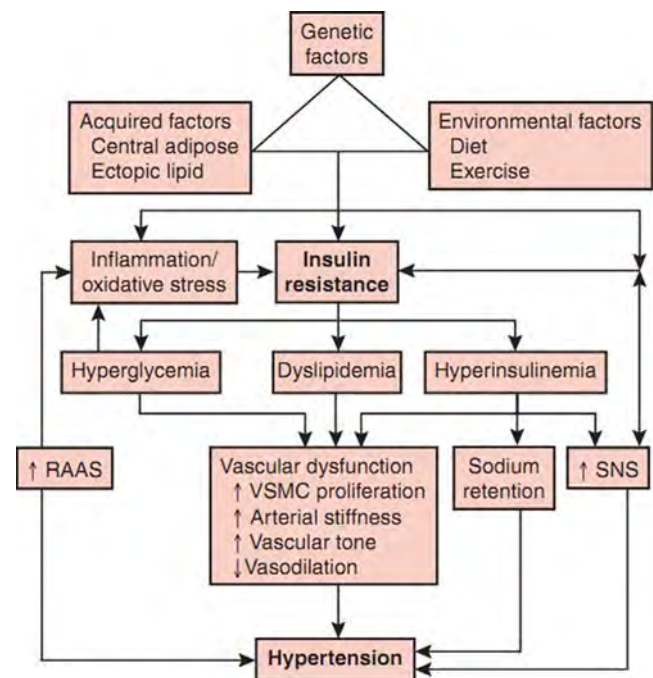 Genetic
factors
Acquired factors
Central adipose
Ectopic lipid
Environmental factors
Diet
Exercise
Inflammation/
oxidative stress
Insulin
resistance
Hyperglycemia
Dyslipidemia
Hyperinsulinemia
↑ RAAS
Vascular dysfunction
↑ VSMC proliferation
↑ Arterial stiffness
↑ Vascular tone
↓ Vasodilation
Sodium
retention
↑ SNS
Hypertension